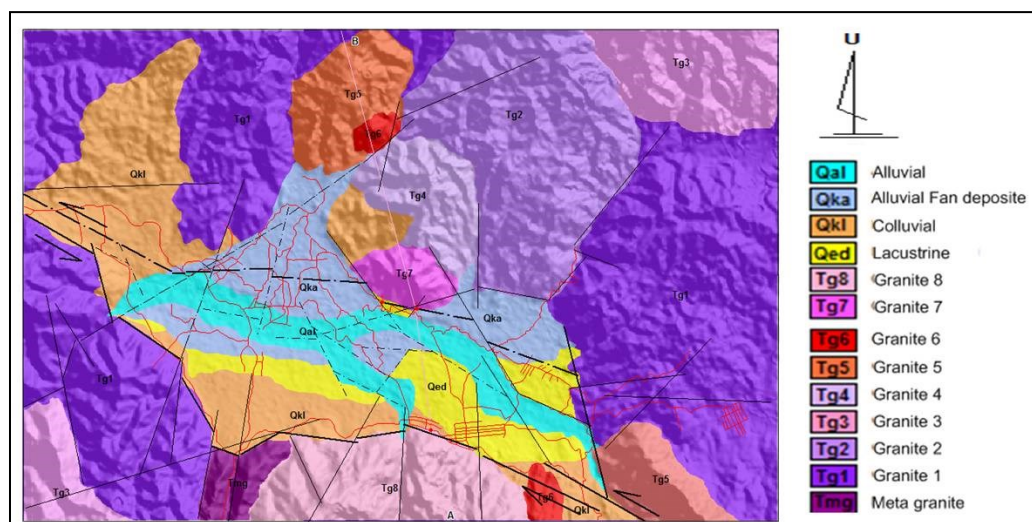 B
Tg3
Tg5
Tg1
Tg6
Tg2
Qkl
Tg4
Tg7
Qka
Tg1
Qka
Qal
Tg1
Qed
Qkl
Tg3
Tmg
Tg8
Tg6
Tg5
Qkl
A
U
Qal Alluvial
Qka Alluvial Fan deposite
Qkl Colluvial
Qed Lacustrine
Tg8 Granite 8
Tg7 Granite 7
Tg6 Granite 6
Tg5 Granite 5
Tg4 Granite 4
Tg3 Granite 3
Tg2 Granite 2
Tg1 Granite 1
Tmg Meta granite